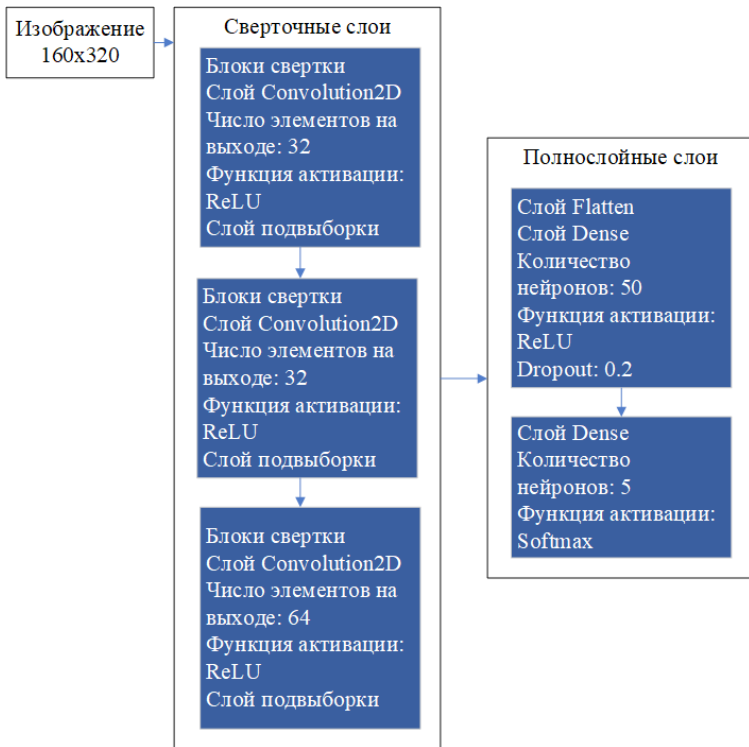 Изображение
160x320
Сверточные слои
Блоки свертки
Слой Convolution2D
Число элементов на
выходе: 32
Функция активации:
ReLU
Слой подвыборки
Блоки свертки
Слой Convolution2D
Число элементов на
выходе: 32
Функция активации:
ReLU
Слой подвыборки
Блоки свертки
Слой Convolution2D
Число элементов на
выходе: 64
Функция активации:
ReLU
Слой подвыборки
Полнослойные слои
Слой Flatten
Слой Dense
Количество
нейронов: 50
Функция активации:
ReLU
Dropout: 0.2
Слой Dense
Количество
нейронов: 5
Функция активации:
Softmax